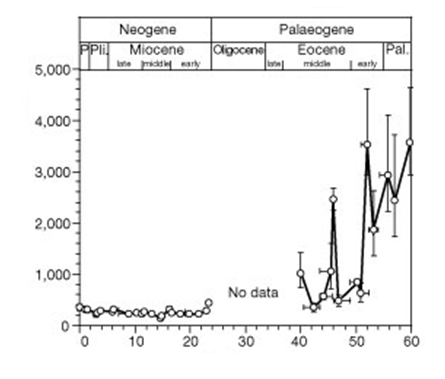 Neogene Palaeogene
P Pli. Miocene Oligocene Eocene Pal.
late middle early late middle early
5,000
4,000
3,000
2,000
1,000
No data
0
0 10 20 30 40 50 60